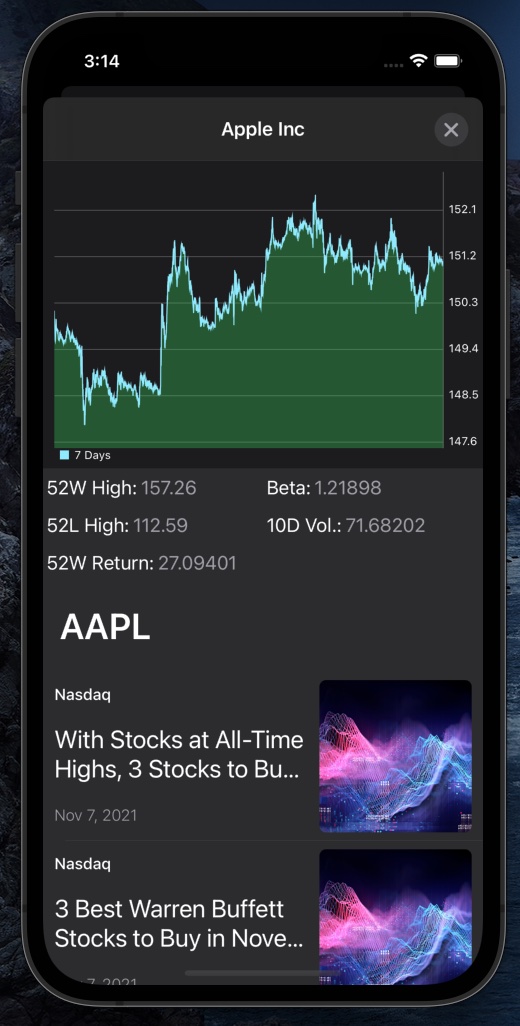 3:14
Apple Inc
152.1
151.2
150.3
149.4
148.5
147.6
7 Days
52W High: 157.26 Beta: 1.21898
52L High: 112.59 10D Vol.: 71.68202
52W Return: 27.09401
AAPL
Nasdaq
With Stocks at All-Time
Highs, 3 Stocks to Bu...
Nov 7, 2021
Nasdaq
3 Best Warren Buffett
Stocks to Buy in Nove...
7, 2021